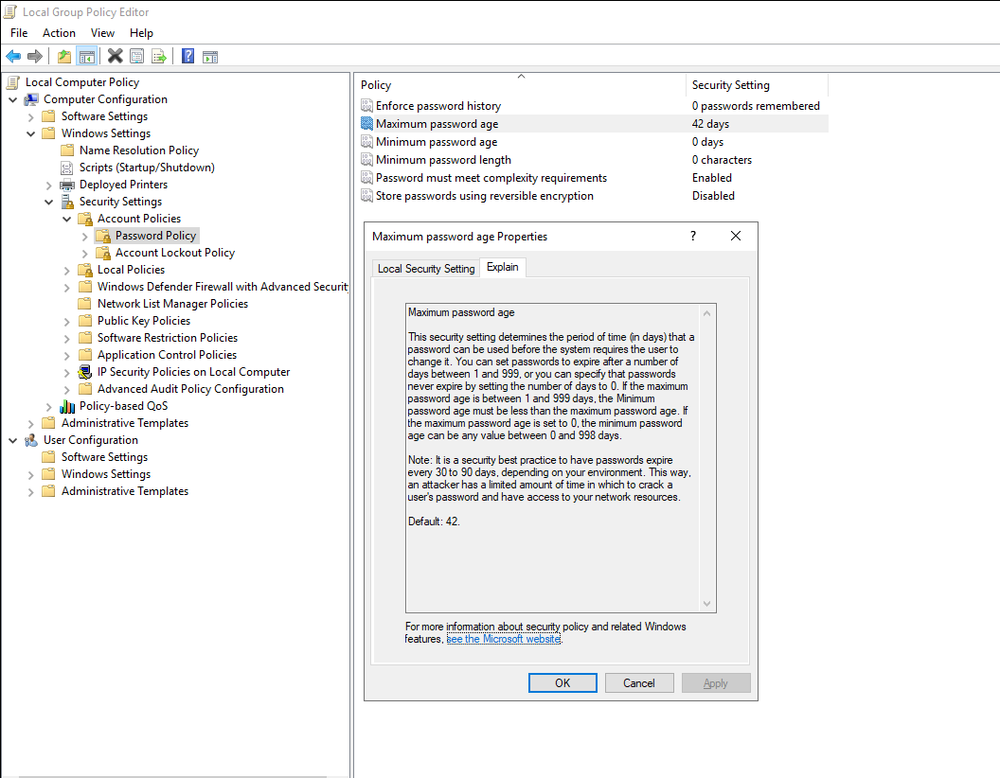 Local Group Policy Editor
File Action View Help
Local Computer Policy
Computer Configuration
Software Settings
Windows Settings
Name Resolution Policy
Scripts (Startup/Shutdown)
Deployed Printers
Security Settings
Account Policies
Password Policy
Account Lockout Policy
Local Policies
Windows Defender Firewall with Advanced Securit
Network List Manager Policies
Public Key Policies
Software Restriction Policies
Application Control Policies
IP Security Policies on Local Computer
Advanced Audit Policy Configuration
Policy-based QoS
Administrative Templates
User Configuration
Software Settings
Windows Settings
Administrative Templates
Policy Security Setting
Enforce password history 0 passwords remembered
Maximum password age 42 days
Minimum password age 0 days
Minimum password length 0 characters
Password must meet complexity requirements Enabled
Store passwords using reversible encryption Disabled
Maximum password age Properties ?
Local Security Setting Explain
Maximum password age
This security setting determines the period of time (in days) that a
password can be used before the system requires the user to
change it. You can set passwords to expire after a number of
days between 1 and 999, or you can specify that passwords
never expire by setting the number of days to 0. If the maximum
password age is between 1 and 999 days, the Minimum
password age must be less than the maximum password age. If
the maximum password age is set to 0, the minimum password
age can be any value between 0 and 998 days.
Note: It is a security best practice to have passwords expire
every 30 to 90 days, depending on your environment. This way,
an attacker has a limited amount of time in which to crack a
user's password and have access to your network resources.
Default: 42.
For more information about security policy and related Windows
features, see the Microsoft website.
OK Cancel Apply